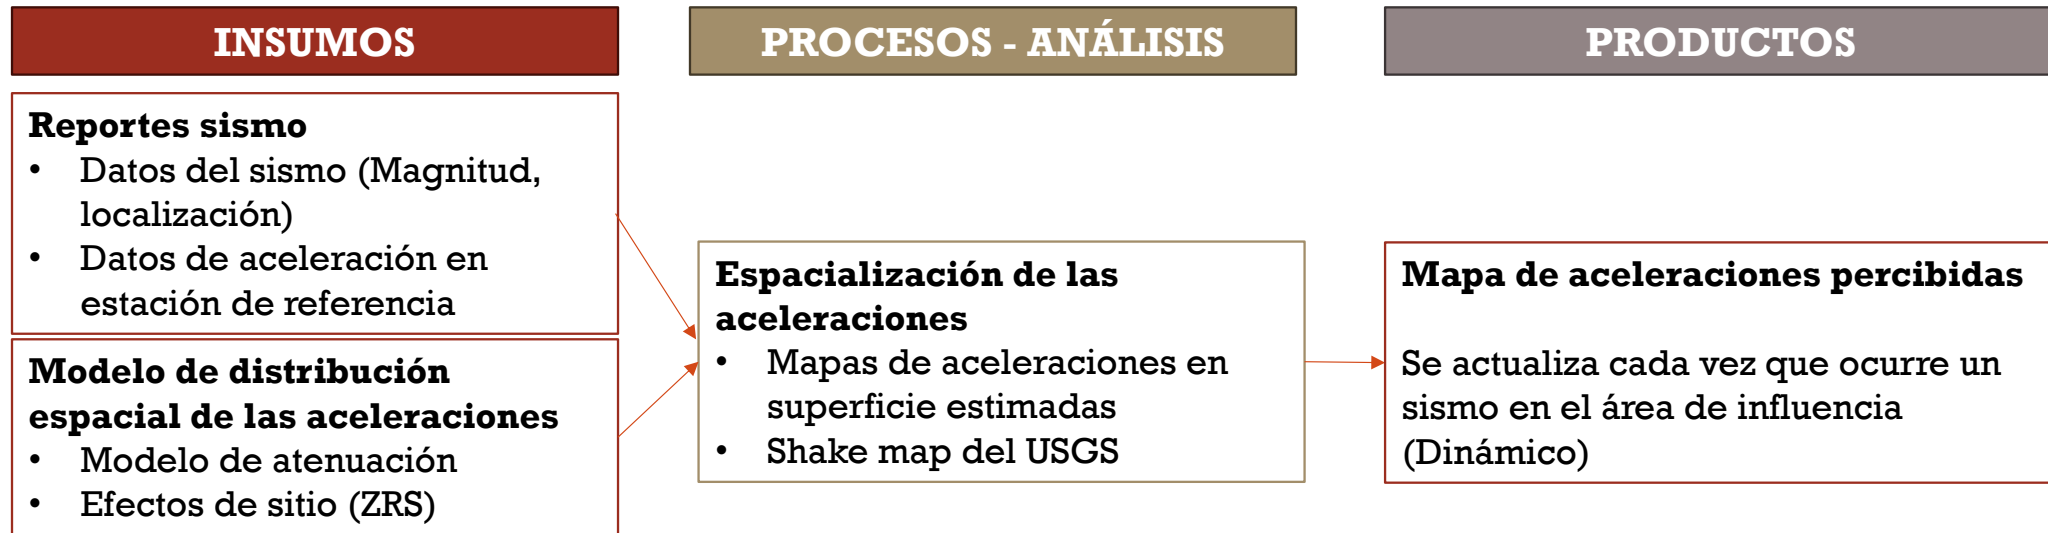 INSUMOS
PROCESOS - ANÁLISIS
PRODUCTOS
Reportes sismo
• Datos del sismo (Magnitud,
localización)
• Datos de aceleración en
estación de referencia
Modelo de distribución
espacial de las aceleraciones
• Modelo de atenuación
• Efectos de sitio (ZRS)
Espacialización de las
aceleraciones
• Mapas de aceleraciones en
superficie estimadas
• Shake map del USGS
Mapa de aceleraciones percibidas
Se actualiza cada vez que ocurre un
sismo en el área de influencia
(Dinámico)